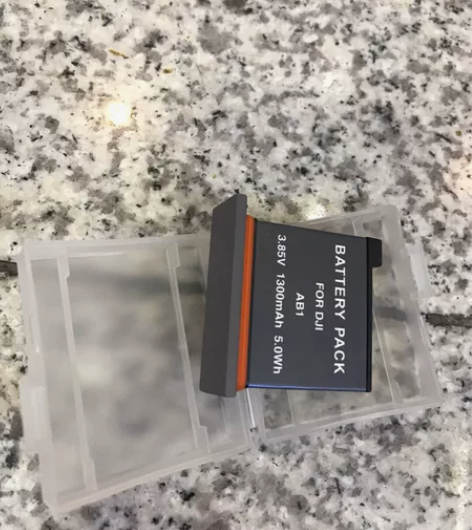 BATTERY PACK
FOR DJI
AB1
3.85V 1300mAh 5.0Wh